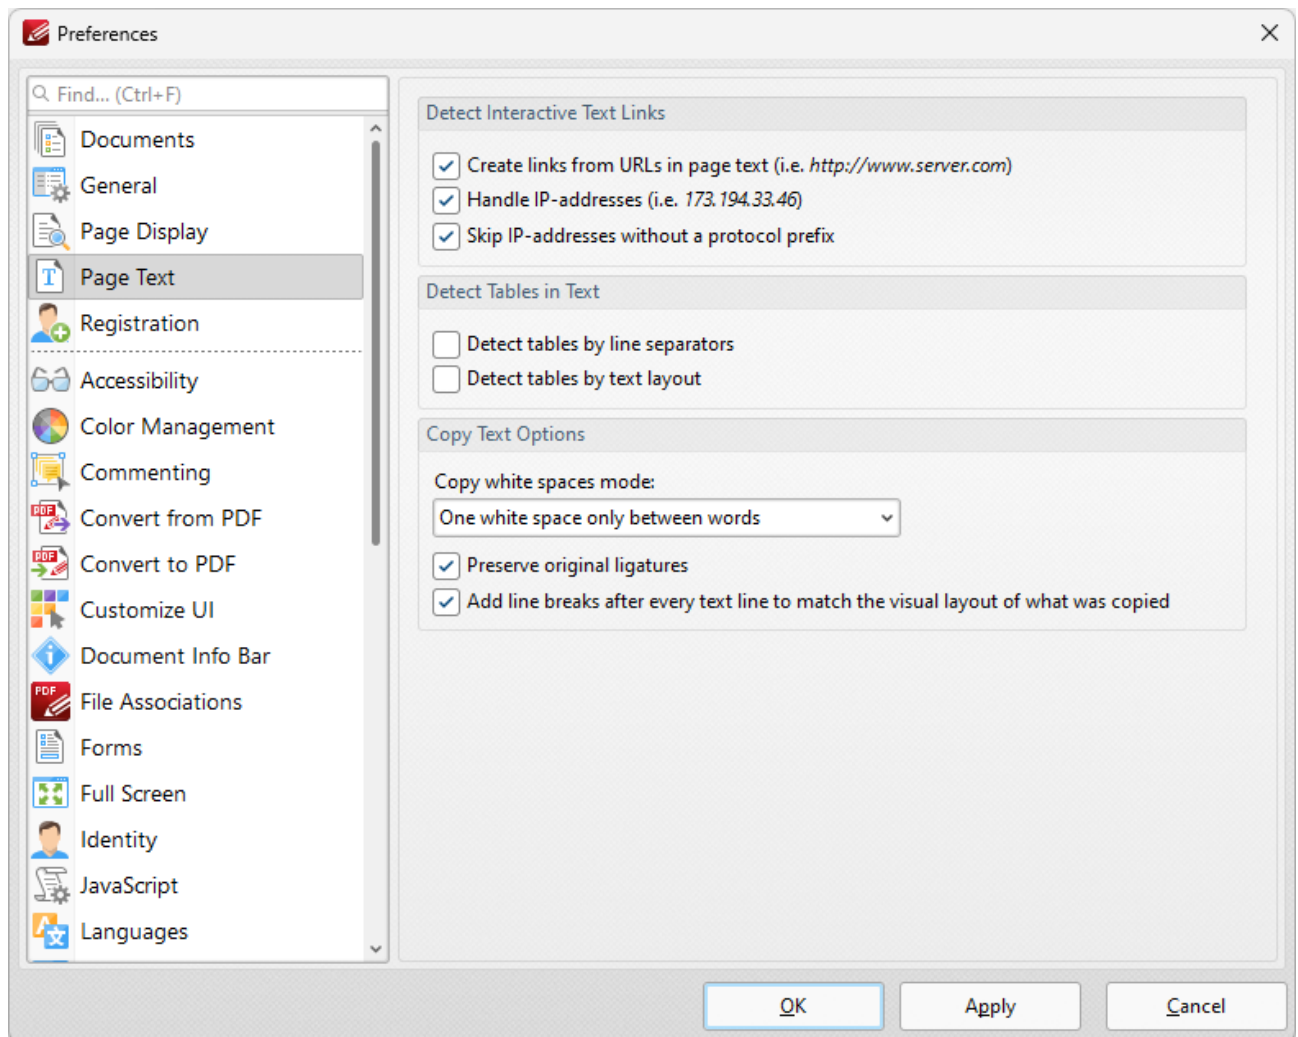 Preferences
Find... (Ctrl+F)
Documents
General
Page Display
Page Text
Registration
Accessibility
Color Management
Commenting
Convert from PDF
Convert to PDF
Customize UI
Document Info Bar
File Associations
Forms
Full Screen
Identity
JavaScript
Languages
Detect Interactive Text Links
Create links from URLs in page text (i.e. http://www.server.com)
Handle IP-addresses (i.e. 173.194.33.46)
Skip IP-addresses without a protocol prefix
Detect Tables in Text
Detect tables by line separators
Detect tables by text layout
Copy Text Options
Copy white spaces mode:
One white space only between words
Preserve original ligatures
Add line breaks after every text line to match the visual layout of what was copied
OK
Apply
Cancel